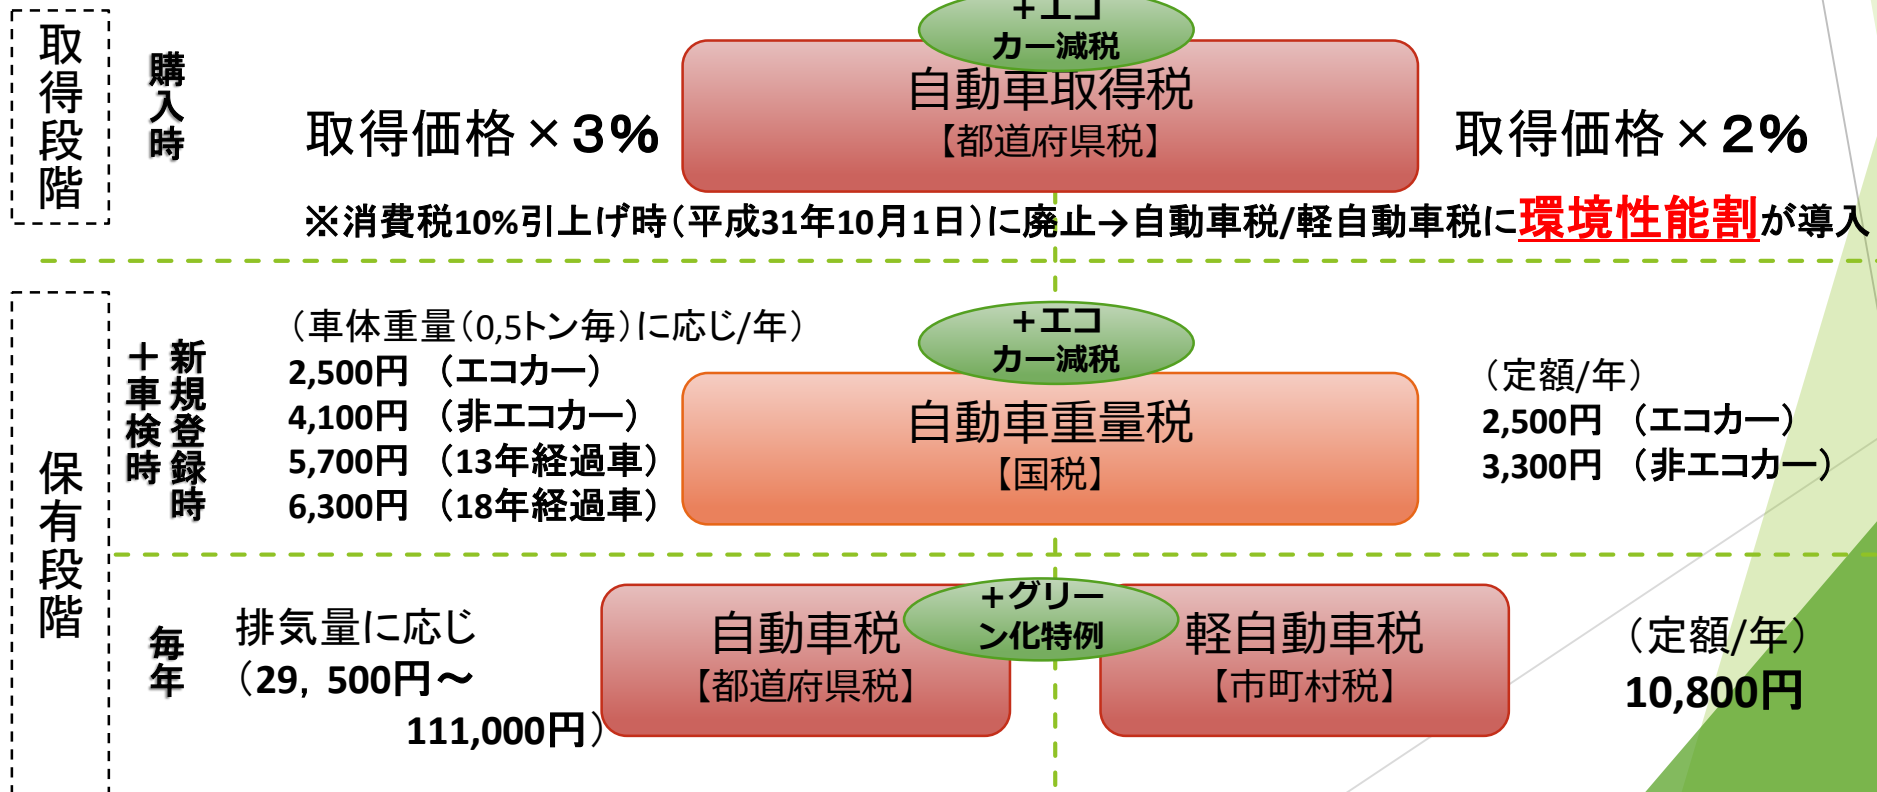 取得段階
購入時
取得価格×３%
＋エコ
カー減税
自動車取得税
【都道府県税】
取得価格×２%
※消費税10%引上げ時（平成31年10月1日）に廃止→自動車税/軽自動車税に環境性能割が導入
保有段階
新規登録時
＋車検時
（車体重量（0,5トン毎）に応じ/年）
2,500円 （エコカー）
4,100円 （非エコカー）
5,700円 （13年経過車）
6,300円 （18年経過車）
＋エコ
カー減税
自動車重量税
【国税】
（定額/年）
2,500円 （エコカー）
3,300円 （非エコカー）
毎年
排気量に応じ
（29，500円～
111,000円）
自動車税
【都道府県税】
＋グリー
ン化特例
軽自動車税
【市町村税】
（定額/年）
10,800円